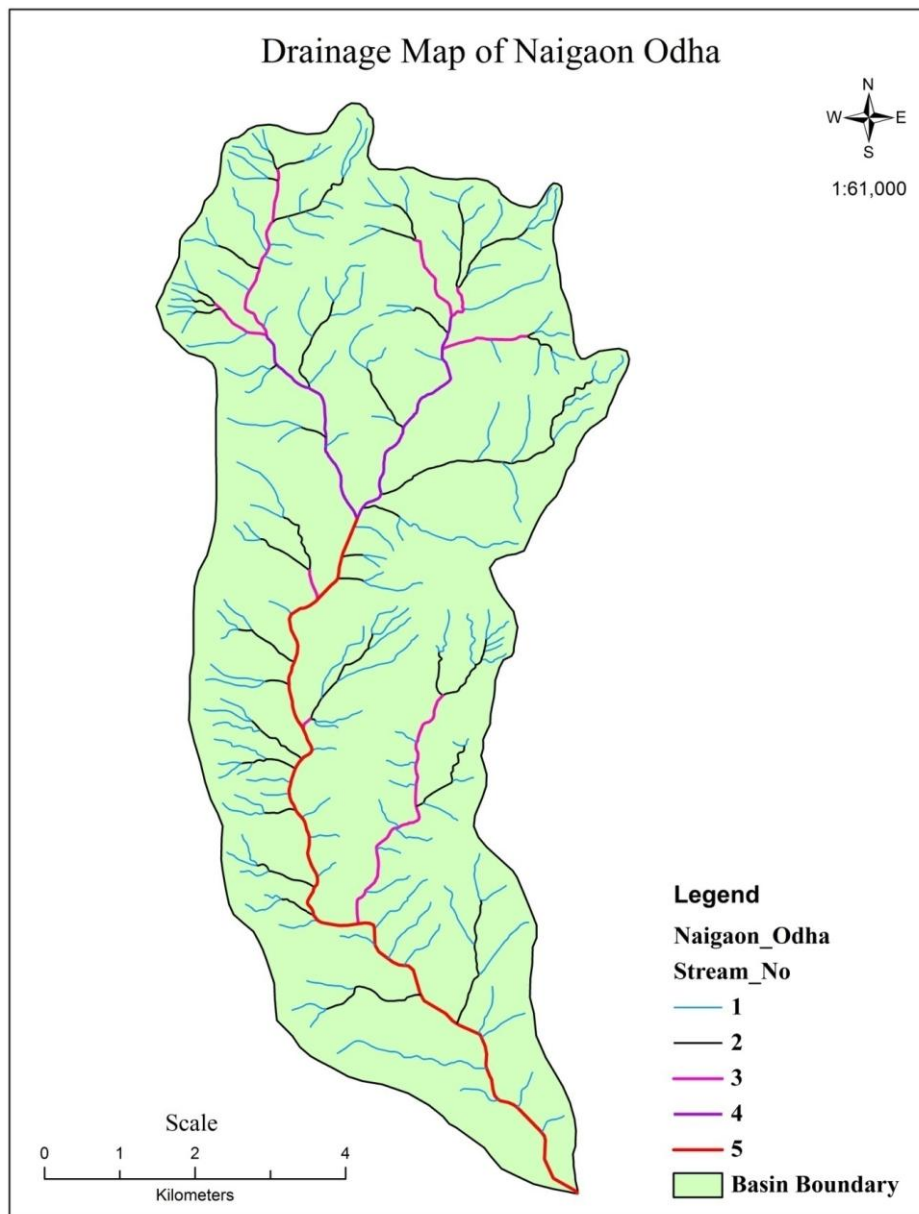 Drainage Map of Naigaon Odha
N
W E
S
1:61,000
Legend
Naigaon_Odha
Stream_No
1
2
3
4
5
Basin Boundary
Scale
0 1 2 4
Kilometers